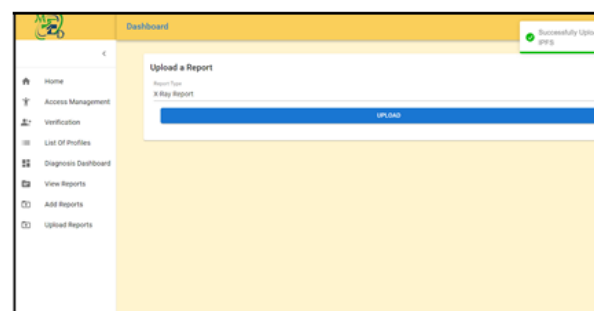 Dashboard
Successfully Uplo
IPFS
Upload a Report
Report Type
X-Ray Report
UPLOAD
Home
Access Management
Verification
List Of Profiles
Diagnosis Dashboard
View Reports
Add Reports
Upload Reports